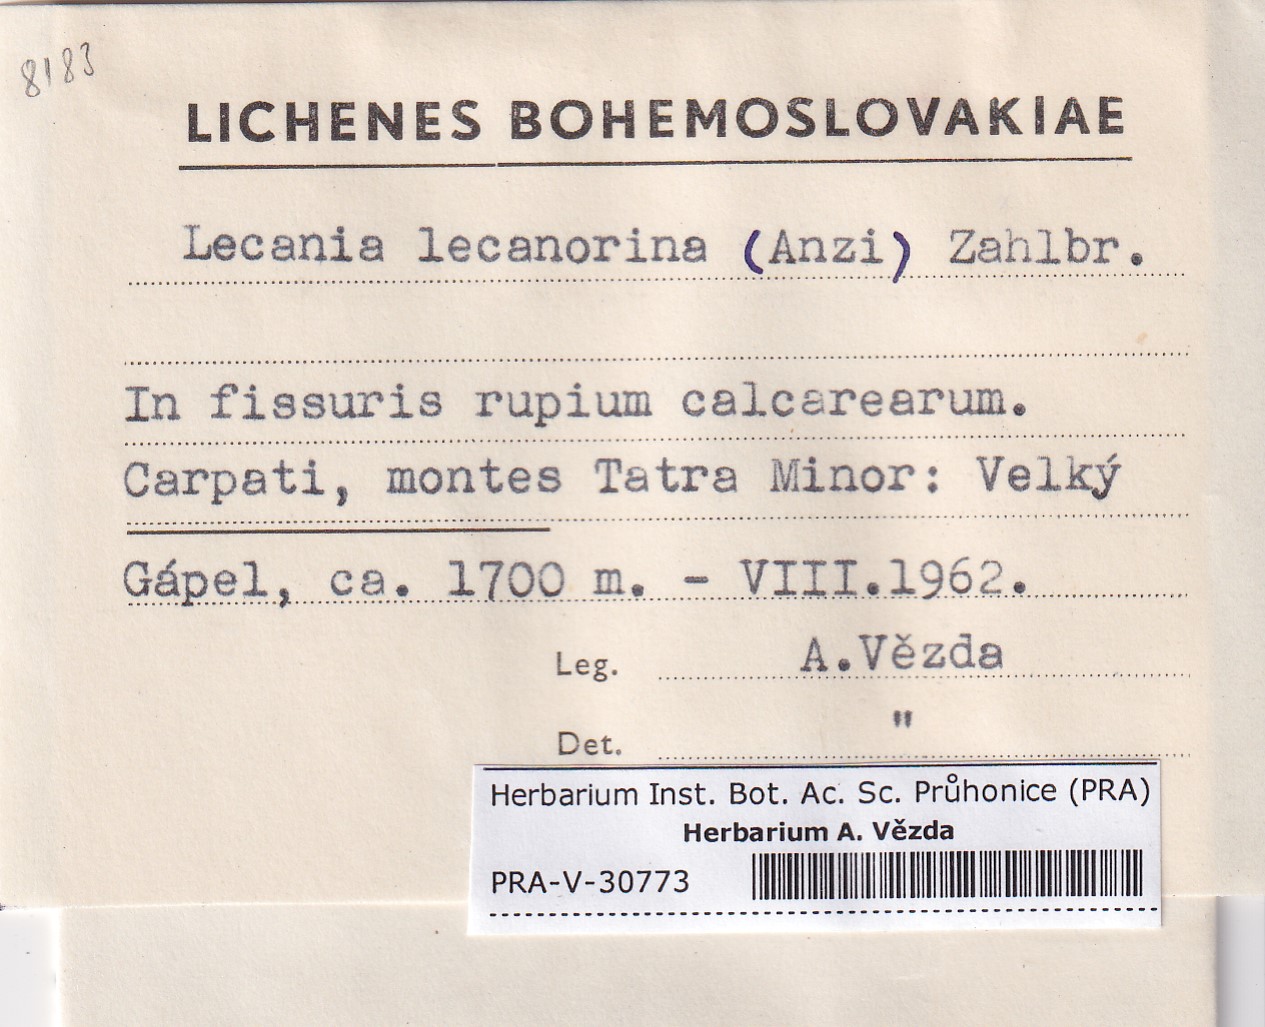 8183
LICHENES BOHEMOSLOVAKIAE
Lecania lecanorina (Anzi) Zahlbr.
In fissuris rupium calcarearum.
Carpati, montes Tatra Minor: Velký
Gápel, ca. 1700 m. - VIII.1962.
Leg. A.Vězda
Det. "
Herbarium Inst. Bot. Ac. Sc. Průhonice (PRA)
Herbarium A. Vězda
PRA-V-30773